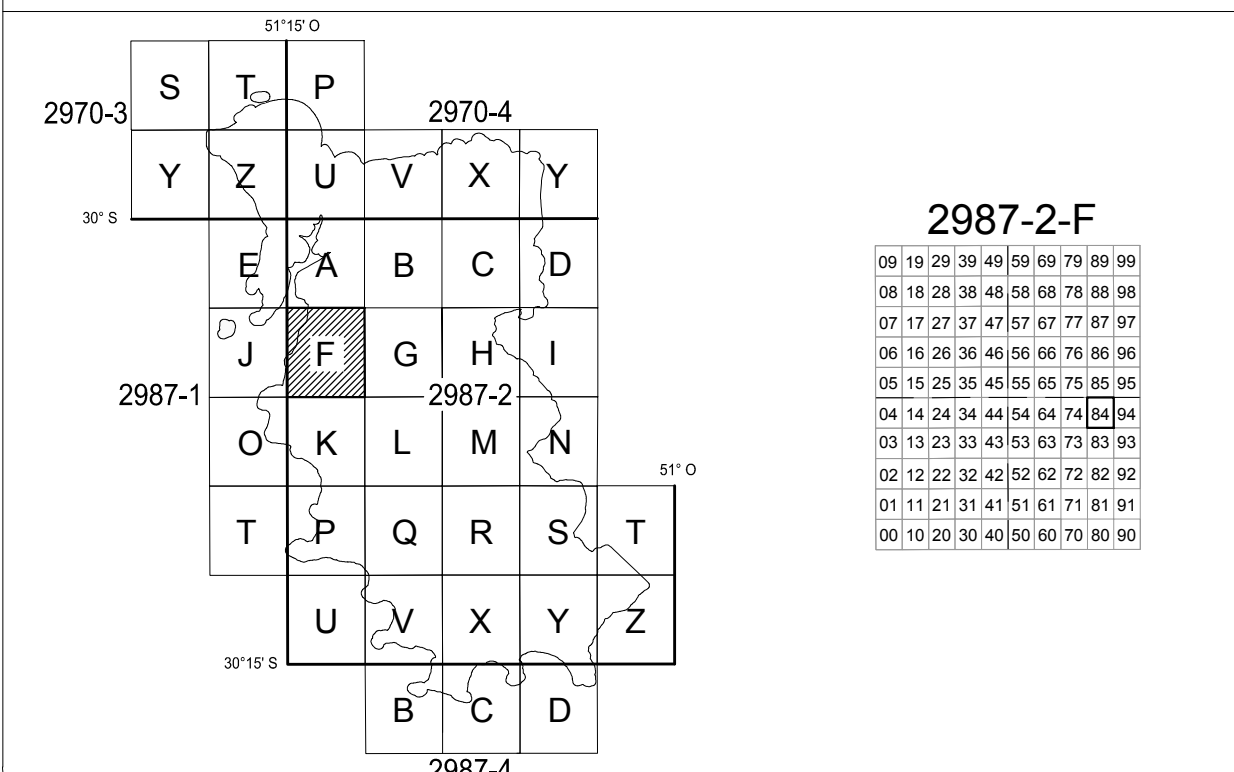 51°15' O
S T P
2970-3 2970-4
Y Z U V X Y
30° S
E A B C D
J F G H I
2987-1 2987-2
O K L M N
51° O
T P Q R S T
U V X Y Z
30°15' S
B C D
2987-4
2987-2-F
09 19 29 39 49 59 69 79 89 99
08 18 28 38 48 58 68 78 88 98
07 17 27 37 47 57 67 77 87 97
06 16 26 36 46 56 66 76 86 96
05 15 25 35 45 55 65 75 85 95
04 14 24 34 44 54 64 74 84 94
03 13 23 33 43 53 63 73 83 93
02 12 22 32 42 52 62 72 82 92
01 11 21 31 41 51 61 71 81 91
00 10 20 30 40 50 60 70 80 90